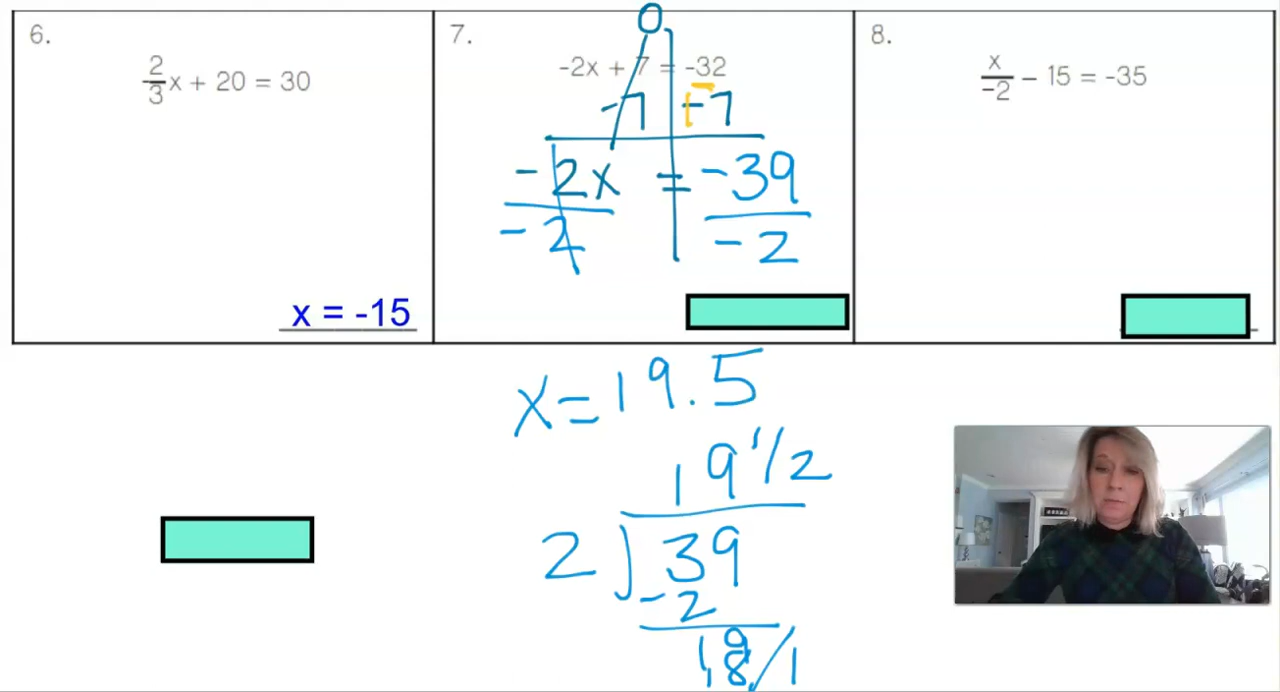 6.
-2/3x + 20 = 30
x = -15
7.
0
-2x + 7 = -32
-7 -7
-2x = -39
-2 -2
x = 19.5
19 1/2
2 39
-2
19
18 1
8.
x/-2 − 15 = -35